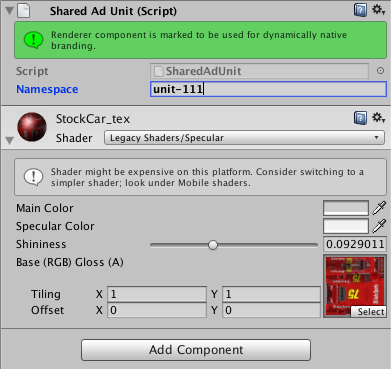 Shared Ad Unit (Script)
Renderer component is marked to be used for dynamically native
branding.
Script SharedAdUnit
Namespace unit-111
StockCar_tex
Shader Legacy Shaders/Specular
Shader might be expensive on this platform. Consider switching to
a simpler shader; look under Mobile shaders.
Main Color
Specular Color
Shininess 0.0929011
Base (RGB) Gloss (A)
75
75
Tiling X 1 Y 1
Offset X 0 Y 0
Select
Add Component